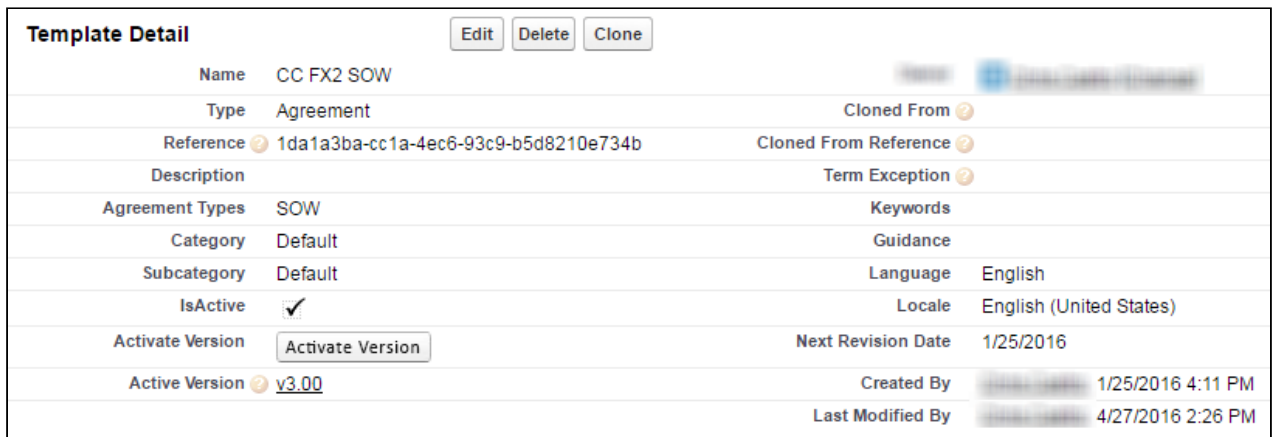 Template Detail Edit Delete Clone
Name CC FX2 SOW
Type Agreement Cloned From
Reference 1da1a3ba-cc1a-4ec6-93c9-b5d8210e734b Cloned From Reference
Description Term Exception
Agreement Types SOW Keywords
Category Default Guidance
Subcategory Default Language English
IsActive Locale English (United States)
Activate Version Activate Version Next Revision Date 1/25/2016
Active Version v3.00 Created By 1/25/2016 4:11 PM
Last Modified By 4/27/2016 2:26 PM